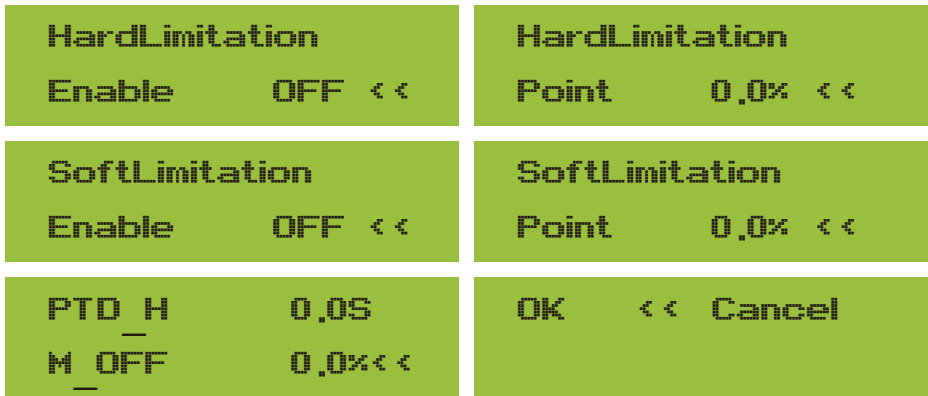 HardLimitation
Enable OFF <<
HardLimitation
Point 0.0% <<
SoftLimitation
Enable OFF <<
SoftLimitation
Point 0.0% <<
PTD_H 0.0S
M_OFF 0.0%<<
OK << Cancel